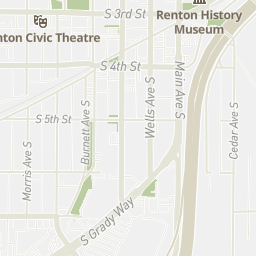 S 3rd St
Renton History
Museum
nton Civic Theatre
S 4th St
S 5th St
Burnett Ave S
Wells Ave S
Main Ave S
Morris Ave S
Cedar Ave S
S Grady Way